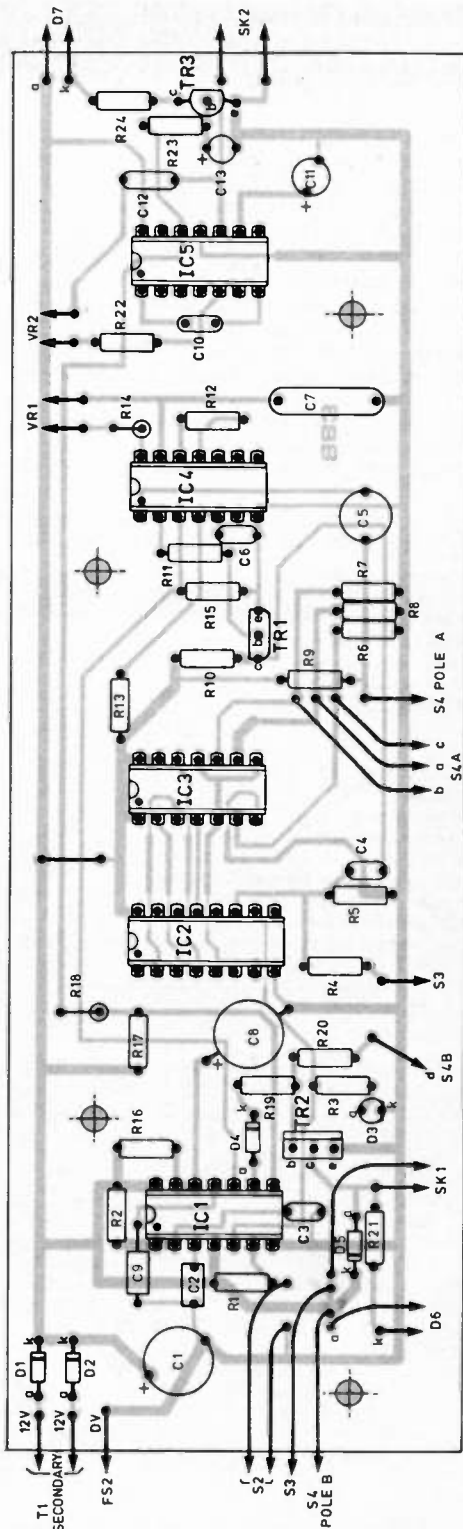 D7
SK2
a
k
c
b
e
TR3
R24
R23
C13
+
C12
C11
+
IC5
VR2
R22
C10
VR1
R14
R12
C7
IC4
C6
C5
R11
R15
R7
R8
TR1
c b e
R6
R10
R9
R13
S4 POLE A
c
a
b
S4A
IC3
C4
R5
IC2
R4
S3
R18
R17
C8
+
R20
d
S4B
R19
R3
TR2
D4
k
a
b
c
e
D3
a
k
R16
R2
IC1
C3
SK1
C9
C2
R1
D5
a
k
R21
D1
k
a
D2
k
a
C1
+
a
k
D6
12V
12V
0V
T1
SECONDARY
FS2
r
S2
l
S3
S4
POLE B